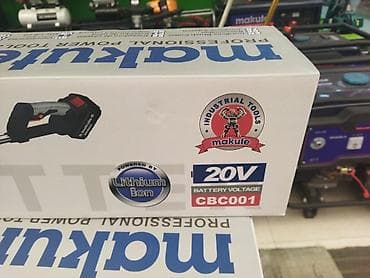 makute
PROFESSIONAL POWER TOOLS
makute
INDUSTRIAL TOOLS
makute
POWERED BY
Lithium
Ion
20V
BATTERY VOLTAGE
CBC001
PROFESSIONAL POWER TOOLS
makute